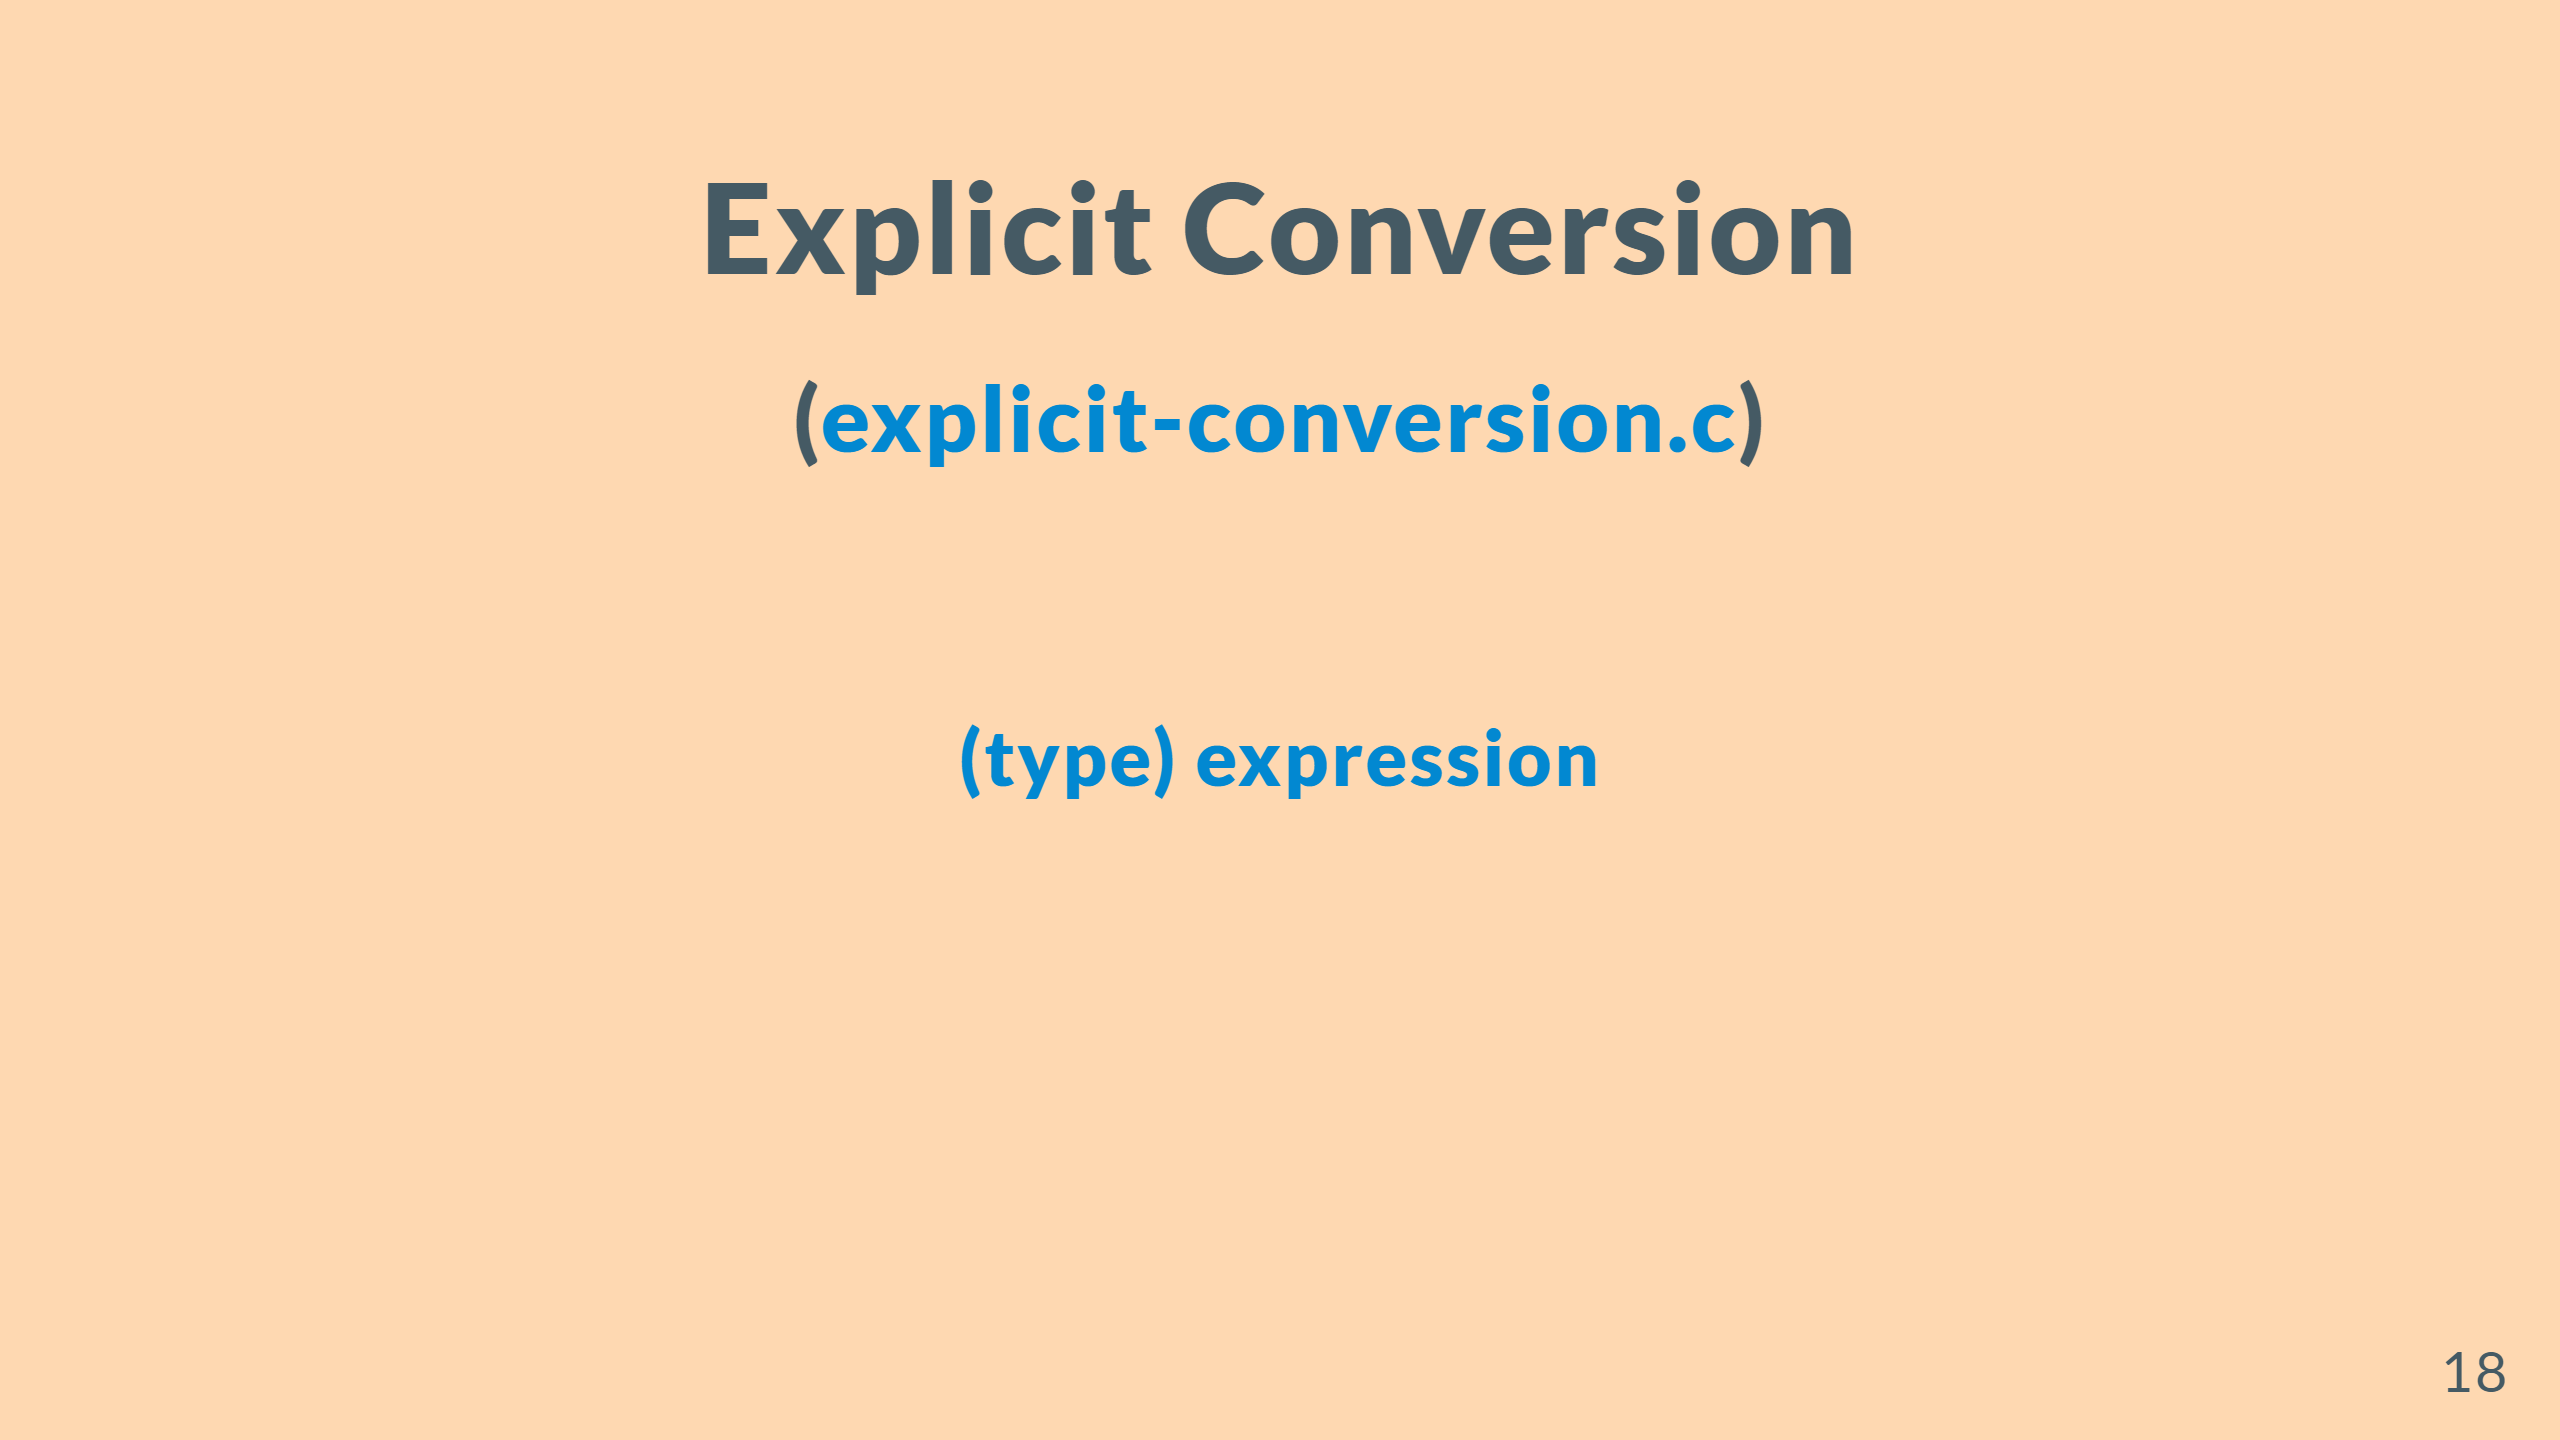 Explicit Conversion
(explicit-conversion.c)
(type) expression
18